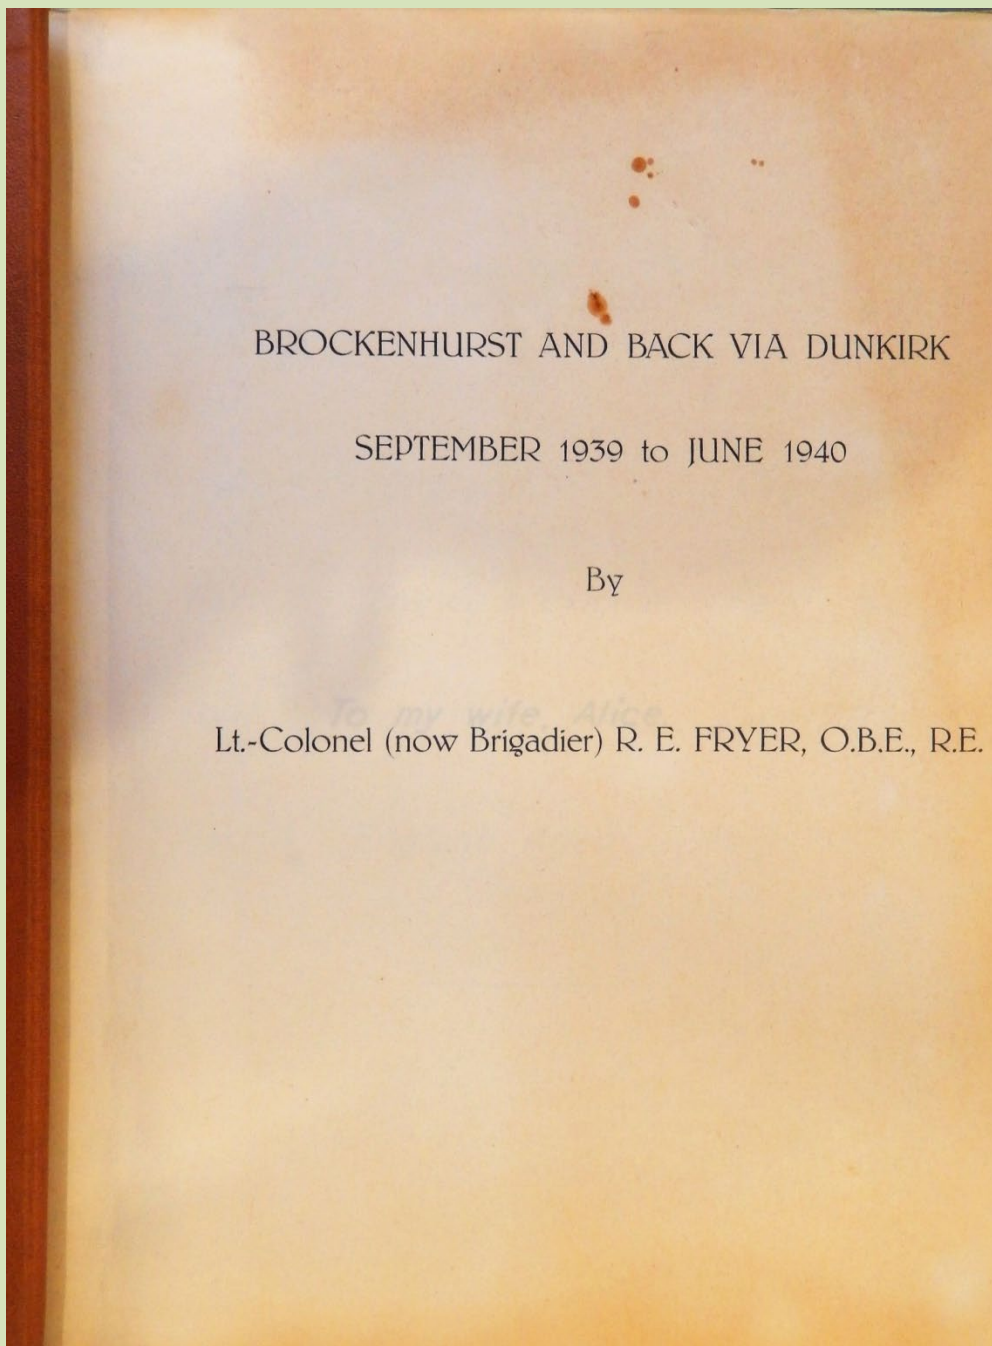 BROCKENHURST AND BACK VIA DUNKIRK
SEPTEMBER 1939 to JUNE 1940
By
To my wife, Alice
Lt.-Colonel (now Brigadier) R. E. FRYER, O.B.E., R.E.